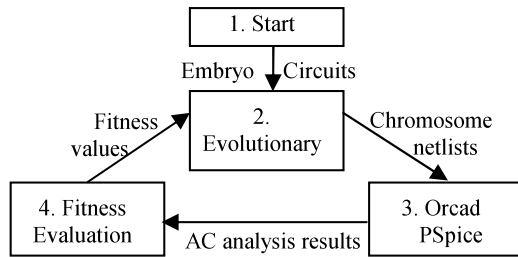 1. Start
Embryo Circuits
2.
Evolutionary
Chromosome
netlists
3. Orcad
PSpice
AC analysis results
4. Fitness
Evaluation
Fitness
values